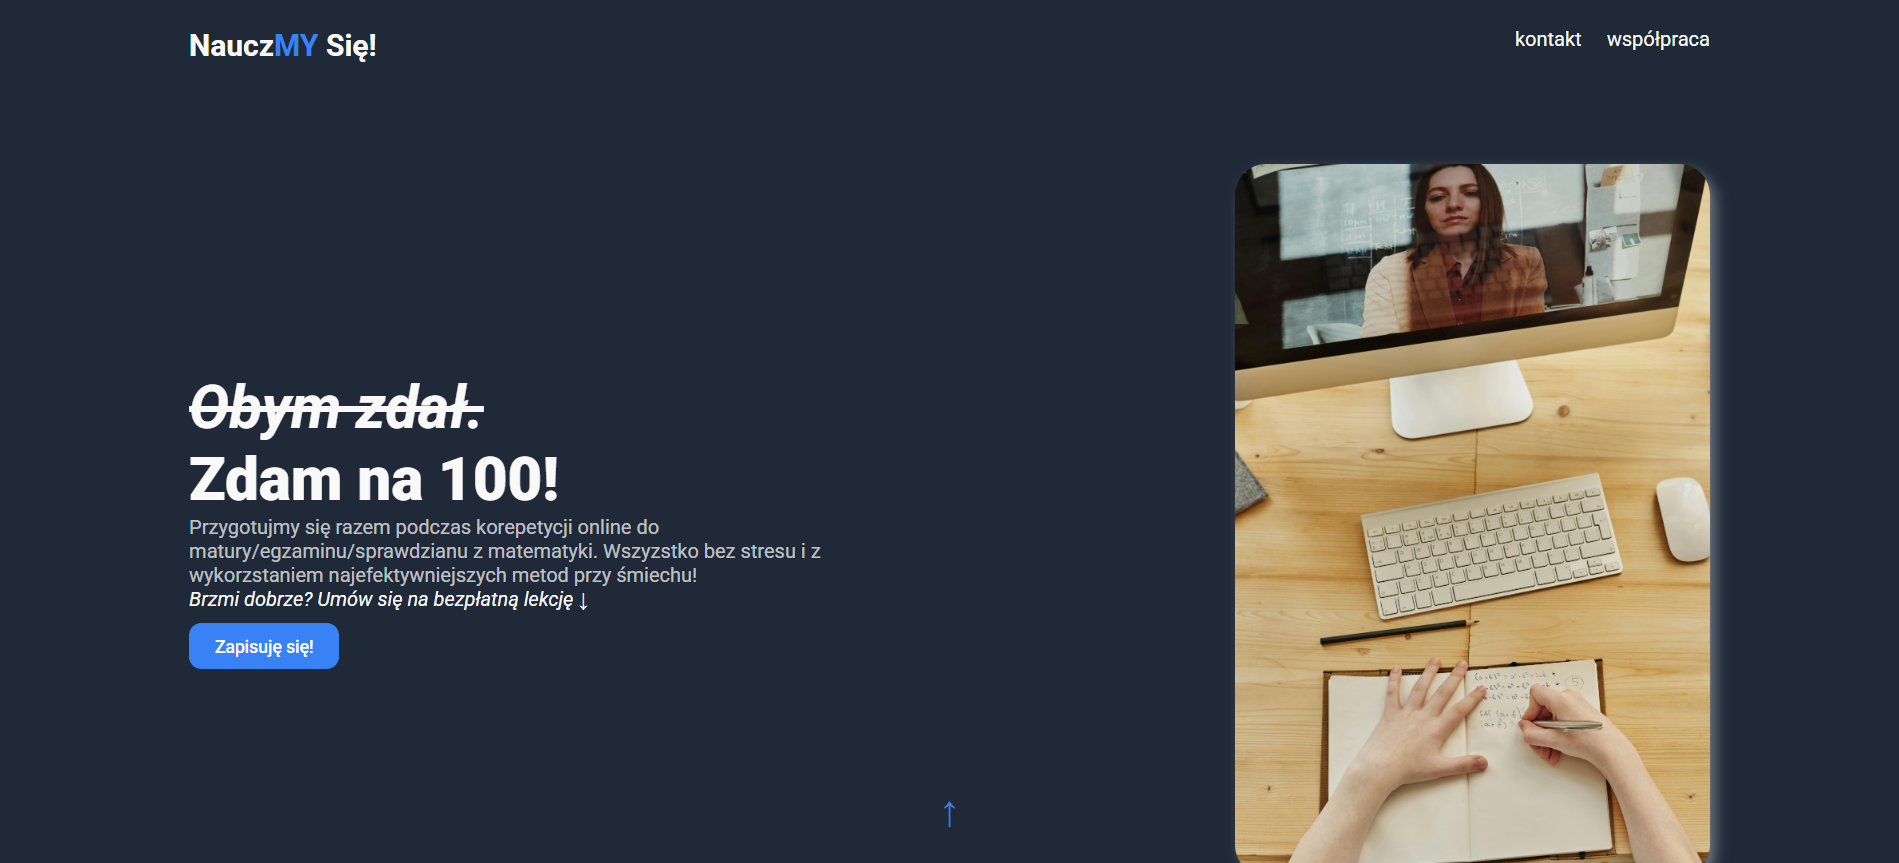 NauczMY Się!
kontakt współpraca
Obym zdał.
Zdam na 100!
Przygotujmy się razem podczas korepetycji online do
matury/egzaminu/sprawdzianu z matematyki. Wszyzstko bez stresu i z
wykorzstaniem najefektywniejszych metod przy śmiechu!
Brzmi dobrze? Umów się na bezpłatną lekcję ↓
Zapisuję się!
↑